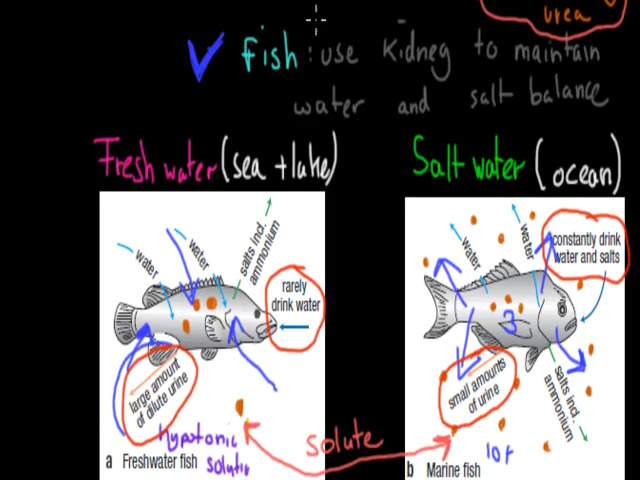 urea
fish : use kidney to maintain
water and salt balance
Fresh water (sea + lake)
Salt water (ocean)
water
water
salts incl.
ammonium
rarely
drink water
large amount
of dilute urine
hypotonic
a Freshwater fish
solute
water
water
constantly drink
water and salts
3
small amounts
of urine
salts incl.
ammonium
b Marine fish